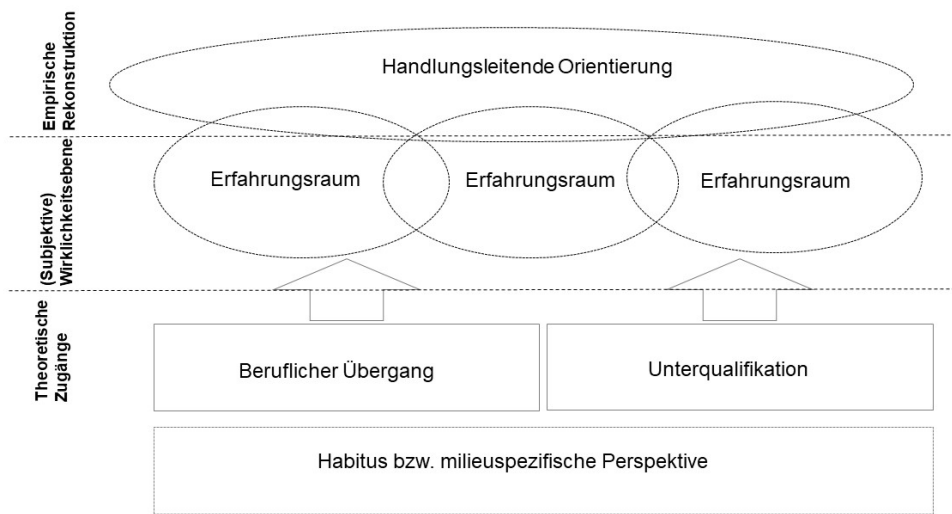 Empirische
Rekonstruktion
Handlungsleitende Orientierung
(Subjektive)
Wirklichkeitsebene
Erfahrungsraum
Erfahrungsraum
Erfahrungsraum
Theoretische
Zugänge
Beruflicher Übergang
Unterqualifikation
Habitus bzw. milieuspezifische Perspektive